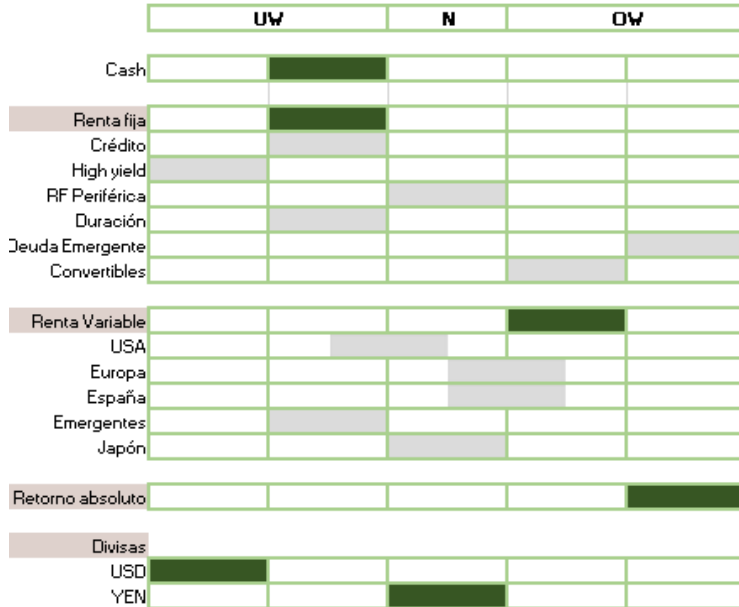 UW N OW
Cash
Renta fija
Crédito
High yield
RF Periférica
Duración
Deuda Emergente
Convertibles
Renta Variable
USA
Europa
España
Emergentes
Japón
Retorno absoluto
Divisas
USD
YEN